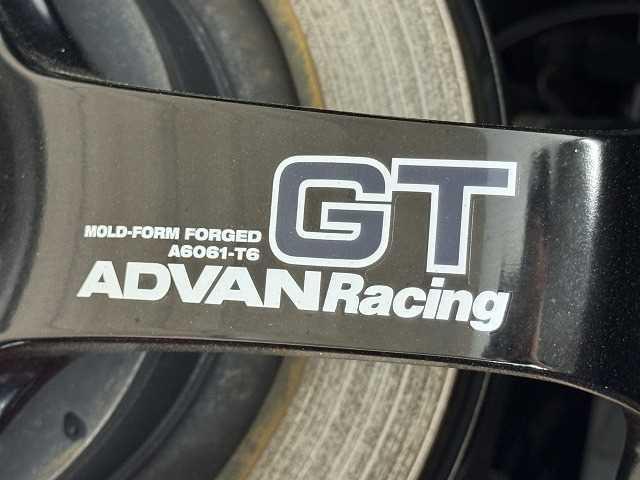 GT
MOLD-FORM FORGED
A6061-T6
ADVAN Racing